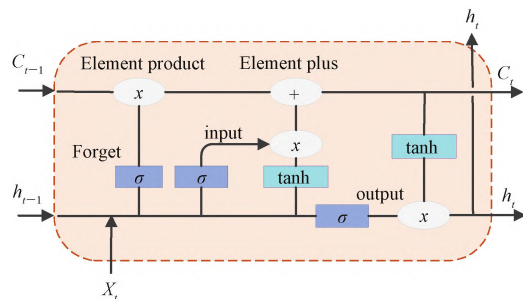 h_t
C_{t-1}
Element product
Element plus
C_t
x
+
input
x
tanh
Forget
σ
σ
tanh
h_{t-1}
output
h_t
σ
x
X_t